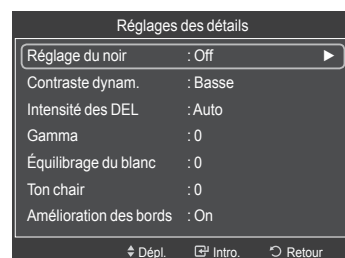 Réglages des détails
Réglage du noir : Off ►
Contraste dynam. : Basse
Intensité des DEL : Auto
Gamma : 0
Équilibrage du blanc : 0
Ton chair : 0
Amélioration des bords : On
Dépl. Intro. Retour